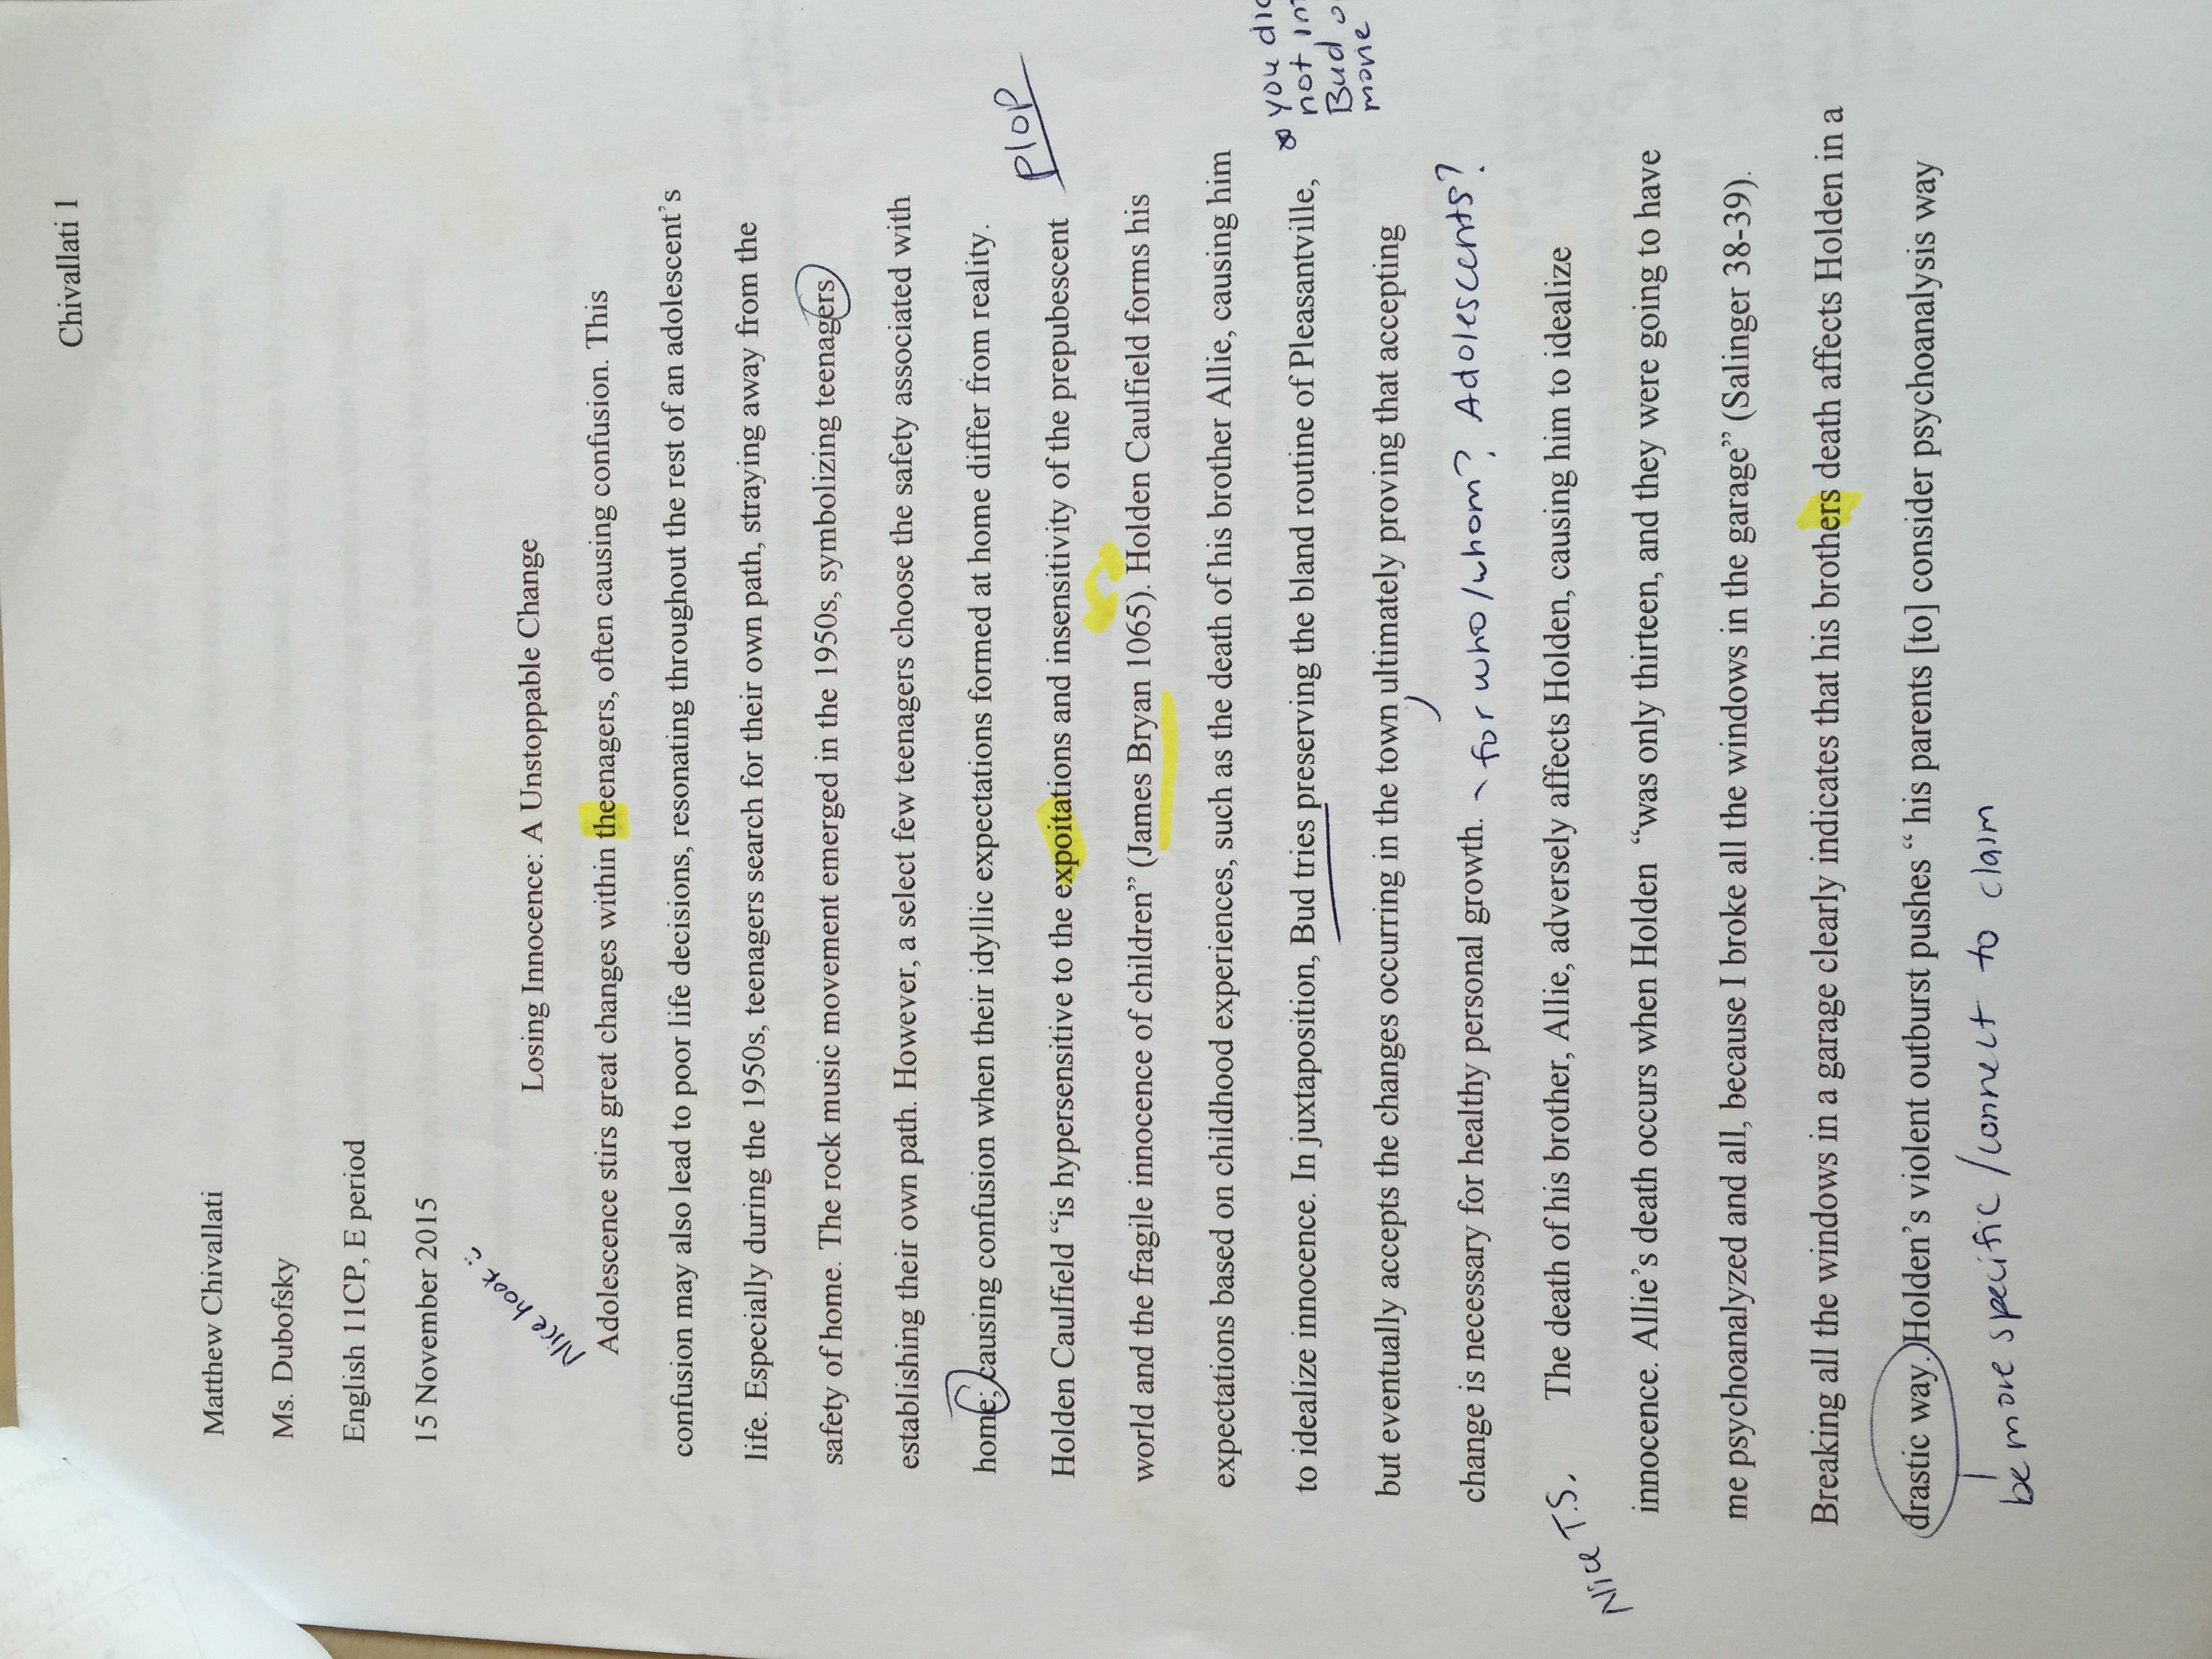 Chivallati 1
Matthew Chivallati
Ms. Dubofsky
English 11CP, E period
15 November 2015
Nice hook :)
Losing Innocence: A Unstoppable Change
Adolescence stirs great changes within theenagers, often causing confusion. This
confusion may also lead to poor life decisions, resonating throughout the rest of an adolescent's
life. Especially during the 1950s, teenagers search for their own path, straying away from the
safety of home. The rock music movement emerged in the 1950s, symbolizing teenagers
establishing their own path. However, a select few teenagers choose the safety associated with
home; causing confusion when their idyllic expectations formed at home differ from reality.
Holden Caulfield “is hypersensitive to the expoitations and insensitivity of the prepubescent
plop
world and the fragile innocence of children” (James Bryan 1065). Holden Caulfield forms his
expectations based on childhood experiences, such as the death of his brother Allie, causing him
to idealize innocence. In juxtaposition, Bud tries preserving the bland routine of Pleasantville,
you
not
Bud
movie
but eventually accepts the changes occurring in the town, ultimately proving that accepting
change is necessary for healthy personal growth.
for who/whom? Adolescents?
Nice T.S.
The death of his brother, Allie, adversely affects Holden, causing him to idealize
innocence. Allie's death occurs when Holden “was only thirteen, and they were going to have
me psychoanalyzed and all, because I broke all the windows in the garage” (Salinger 38-39).
Breaking all the windows in a garage clearly indicates that his brothers death affects Holden in a
drastic way. Holden's violent outburst pushes “ his parents [to] consider psychoanalysis way
be more specific/connect to claim